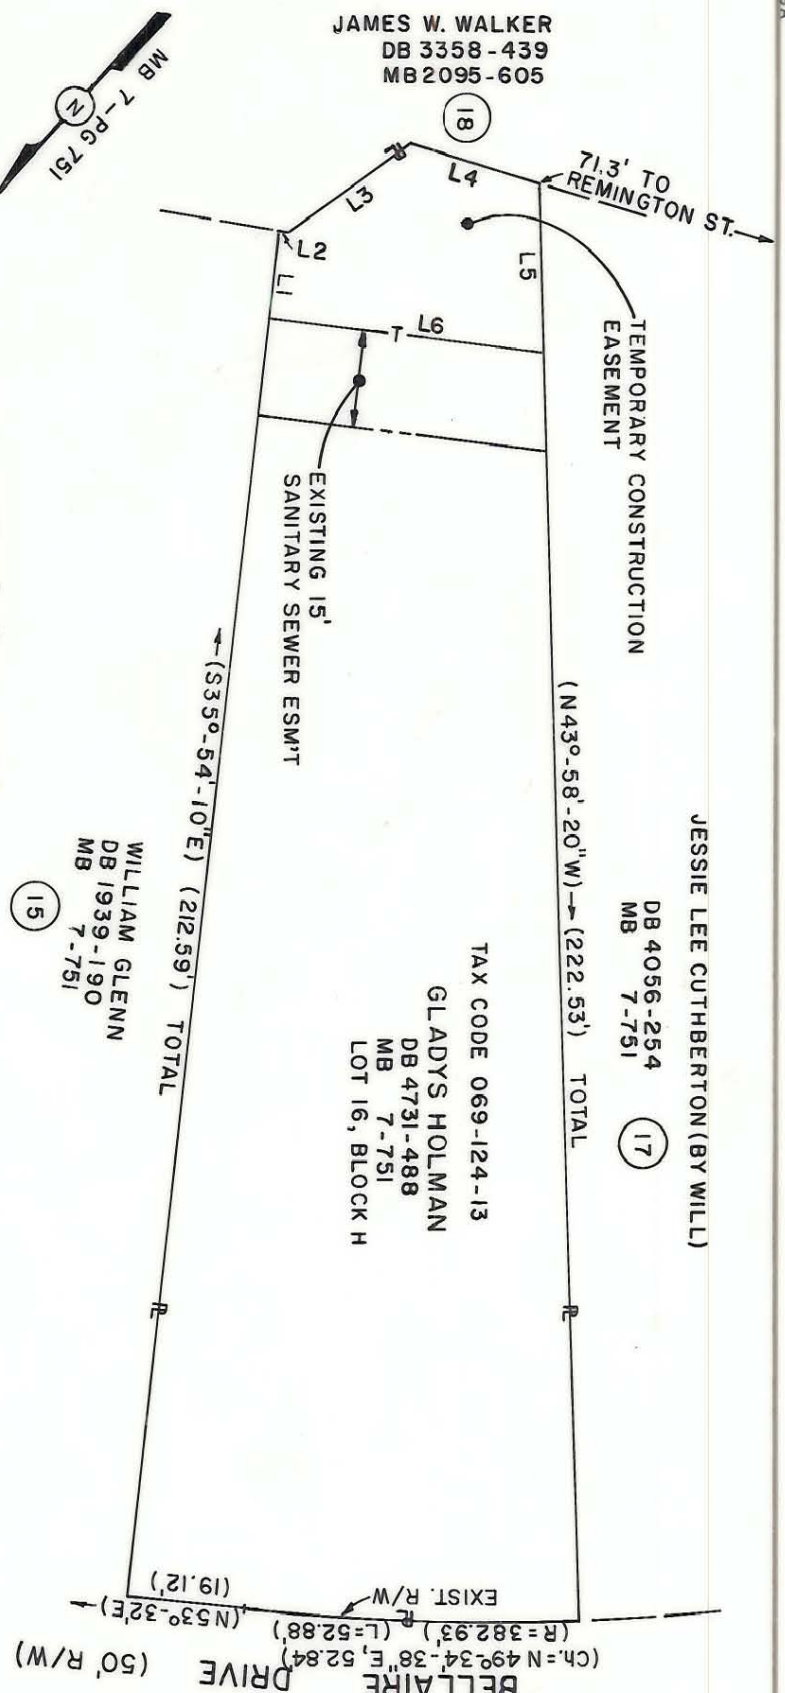 JAMES W. WALKER
DB 3358-439
MB 2095-605
18
MB 7-PG 751
N
L4
71.3' TO
REMINGTON ST.
L3
L2
L1
L5
L6
T
TEMPORARY CONSTRUCTION
EASEMENT
EXISTING 15'
SANITARY SEWER ESM'T
(S35°-54'-10"E) (212.59') TOTAL
(N43°-58'-20"W) (222.53') TOTAL
JESSIE LEE CUTHBERTON (BY WILL)
DB 4056-254
MB 7-751
17
WILLIAM GLENN
DB 1939-190
MB 7-751
15
TAX CODE 069-124-13
GLADYS HOLMAN
DB 4731-488
MB 7-751
LOT 16, BLOCK H
PL
PL
PL
PL
EXIST. R/W
(19.12')
(N53°-32'E)
(R=382.93') (L=52.88')
(Ch.=N49°-34'-38"E, 52.84')
BELLAIRE DRIVE (50' R/W)